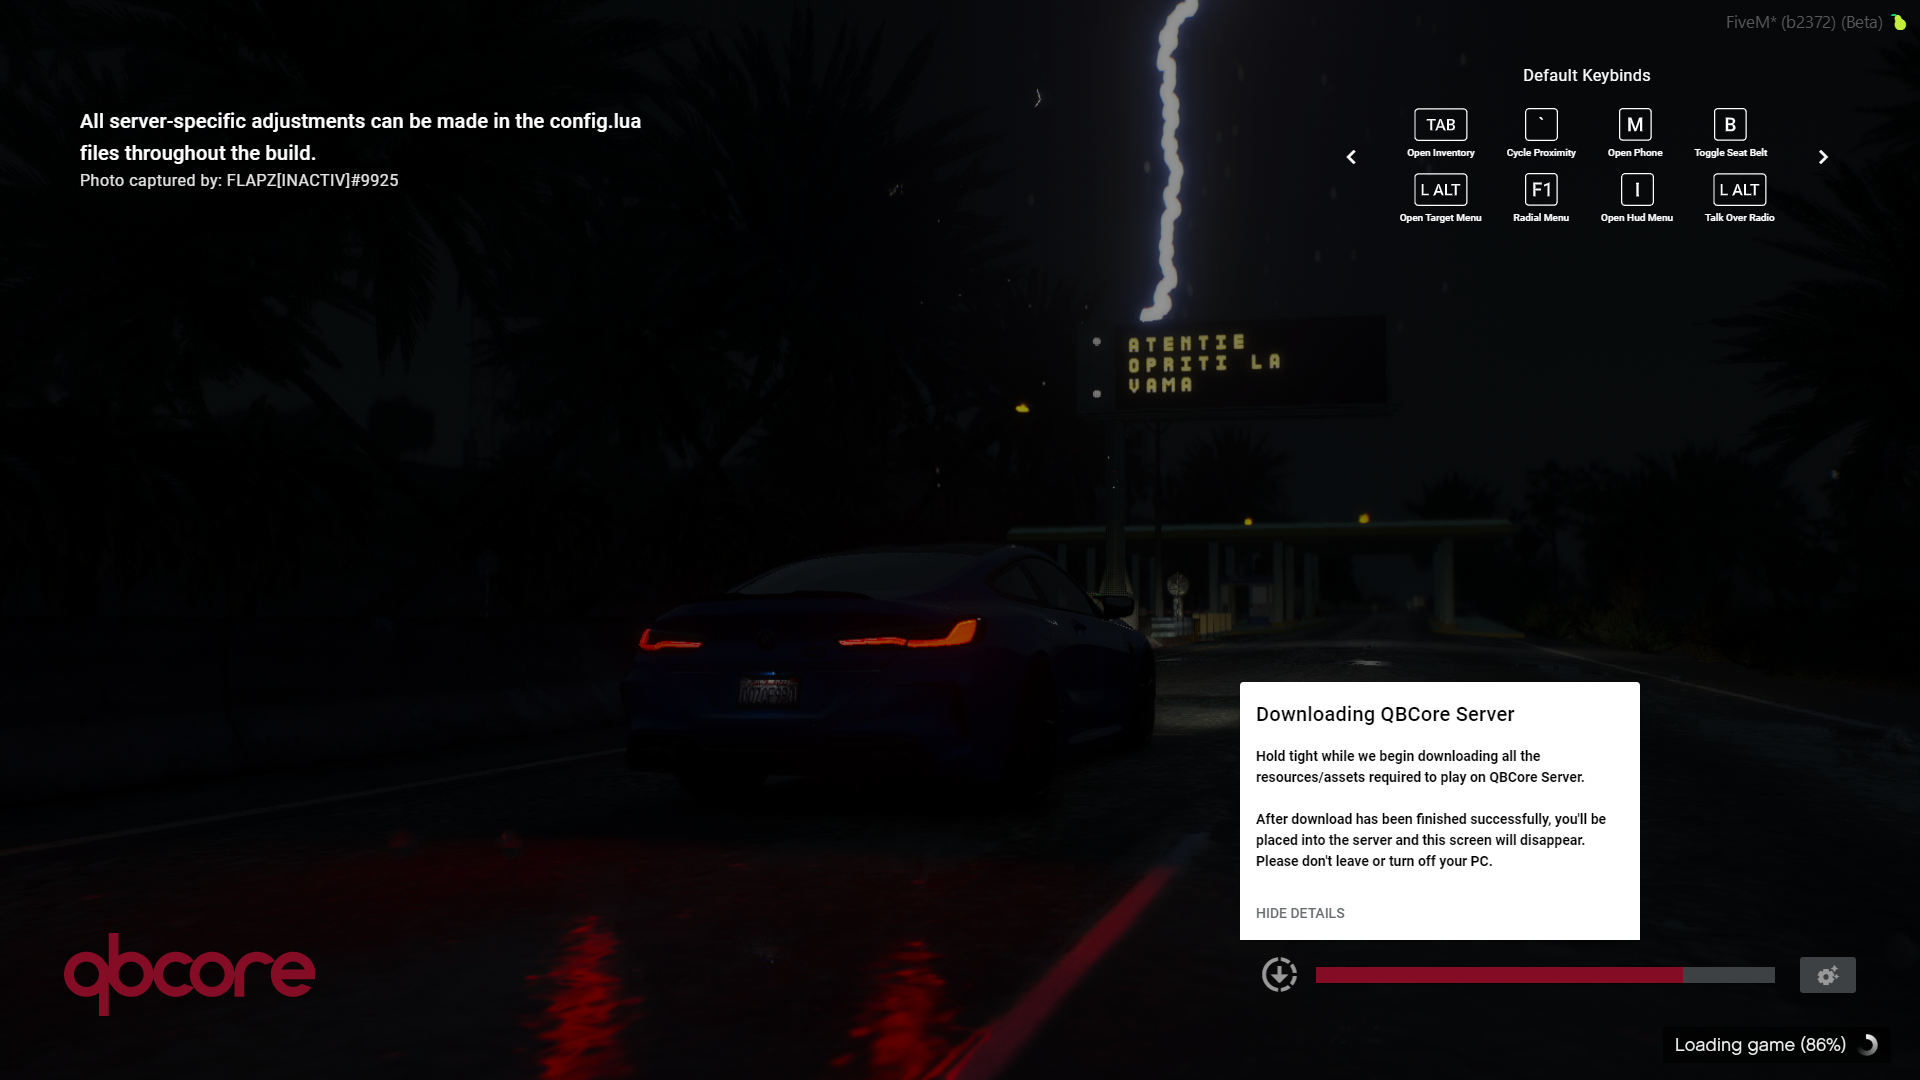 FiveM* (b2372) (Beta)
Default Keybinds
All server-specific adjustments can be made in the config.lua
files throughout the build.
Photo captured by: FLAPZ[INACTIV]#9925
TAB ` M B
Open Inventory Cycle Proximity Open Phone Toggle Seat Belt
L ALT F1 I L ALT
Open Target Menu Radial Menu Open Hud Menu Talk Over Radio
ATENTIE
OPRITI LA
VAMA
Downloading QBCore Server
Hold tight while we begin downloading all the
resources/assets required to play on QBCore Server.
After download has been finished successfully, you'll be
placed into the server and this screen will disappear.
Please don't leave or turn off your PC.
HIDE DETAILS
qbcore
Loading game (86%)